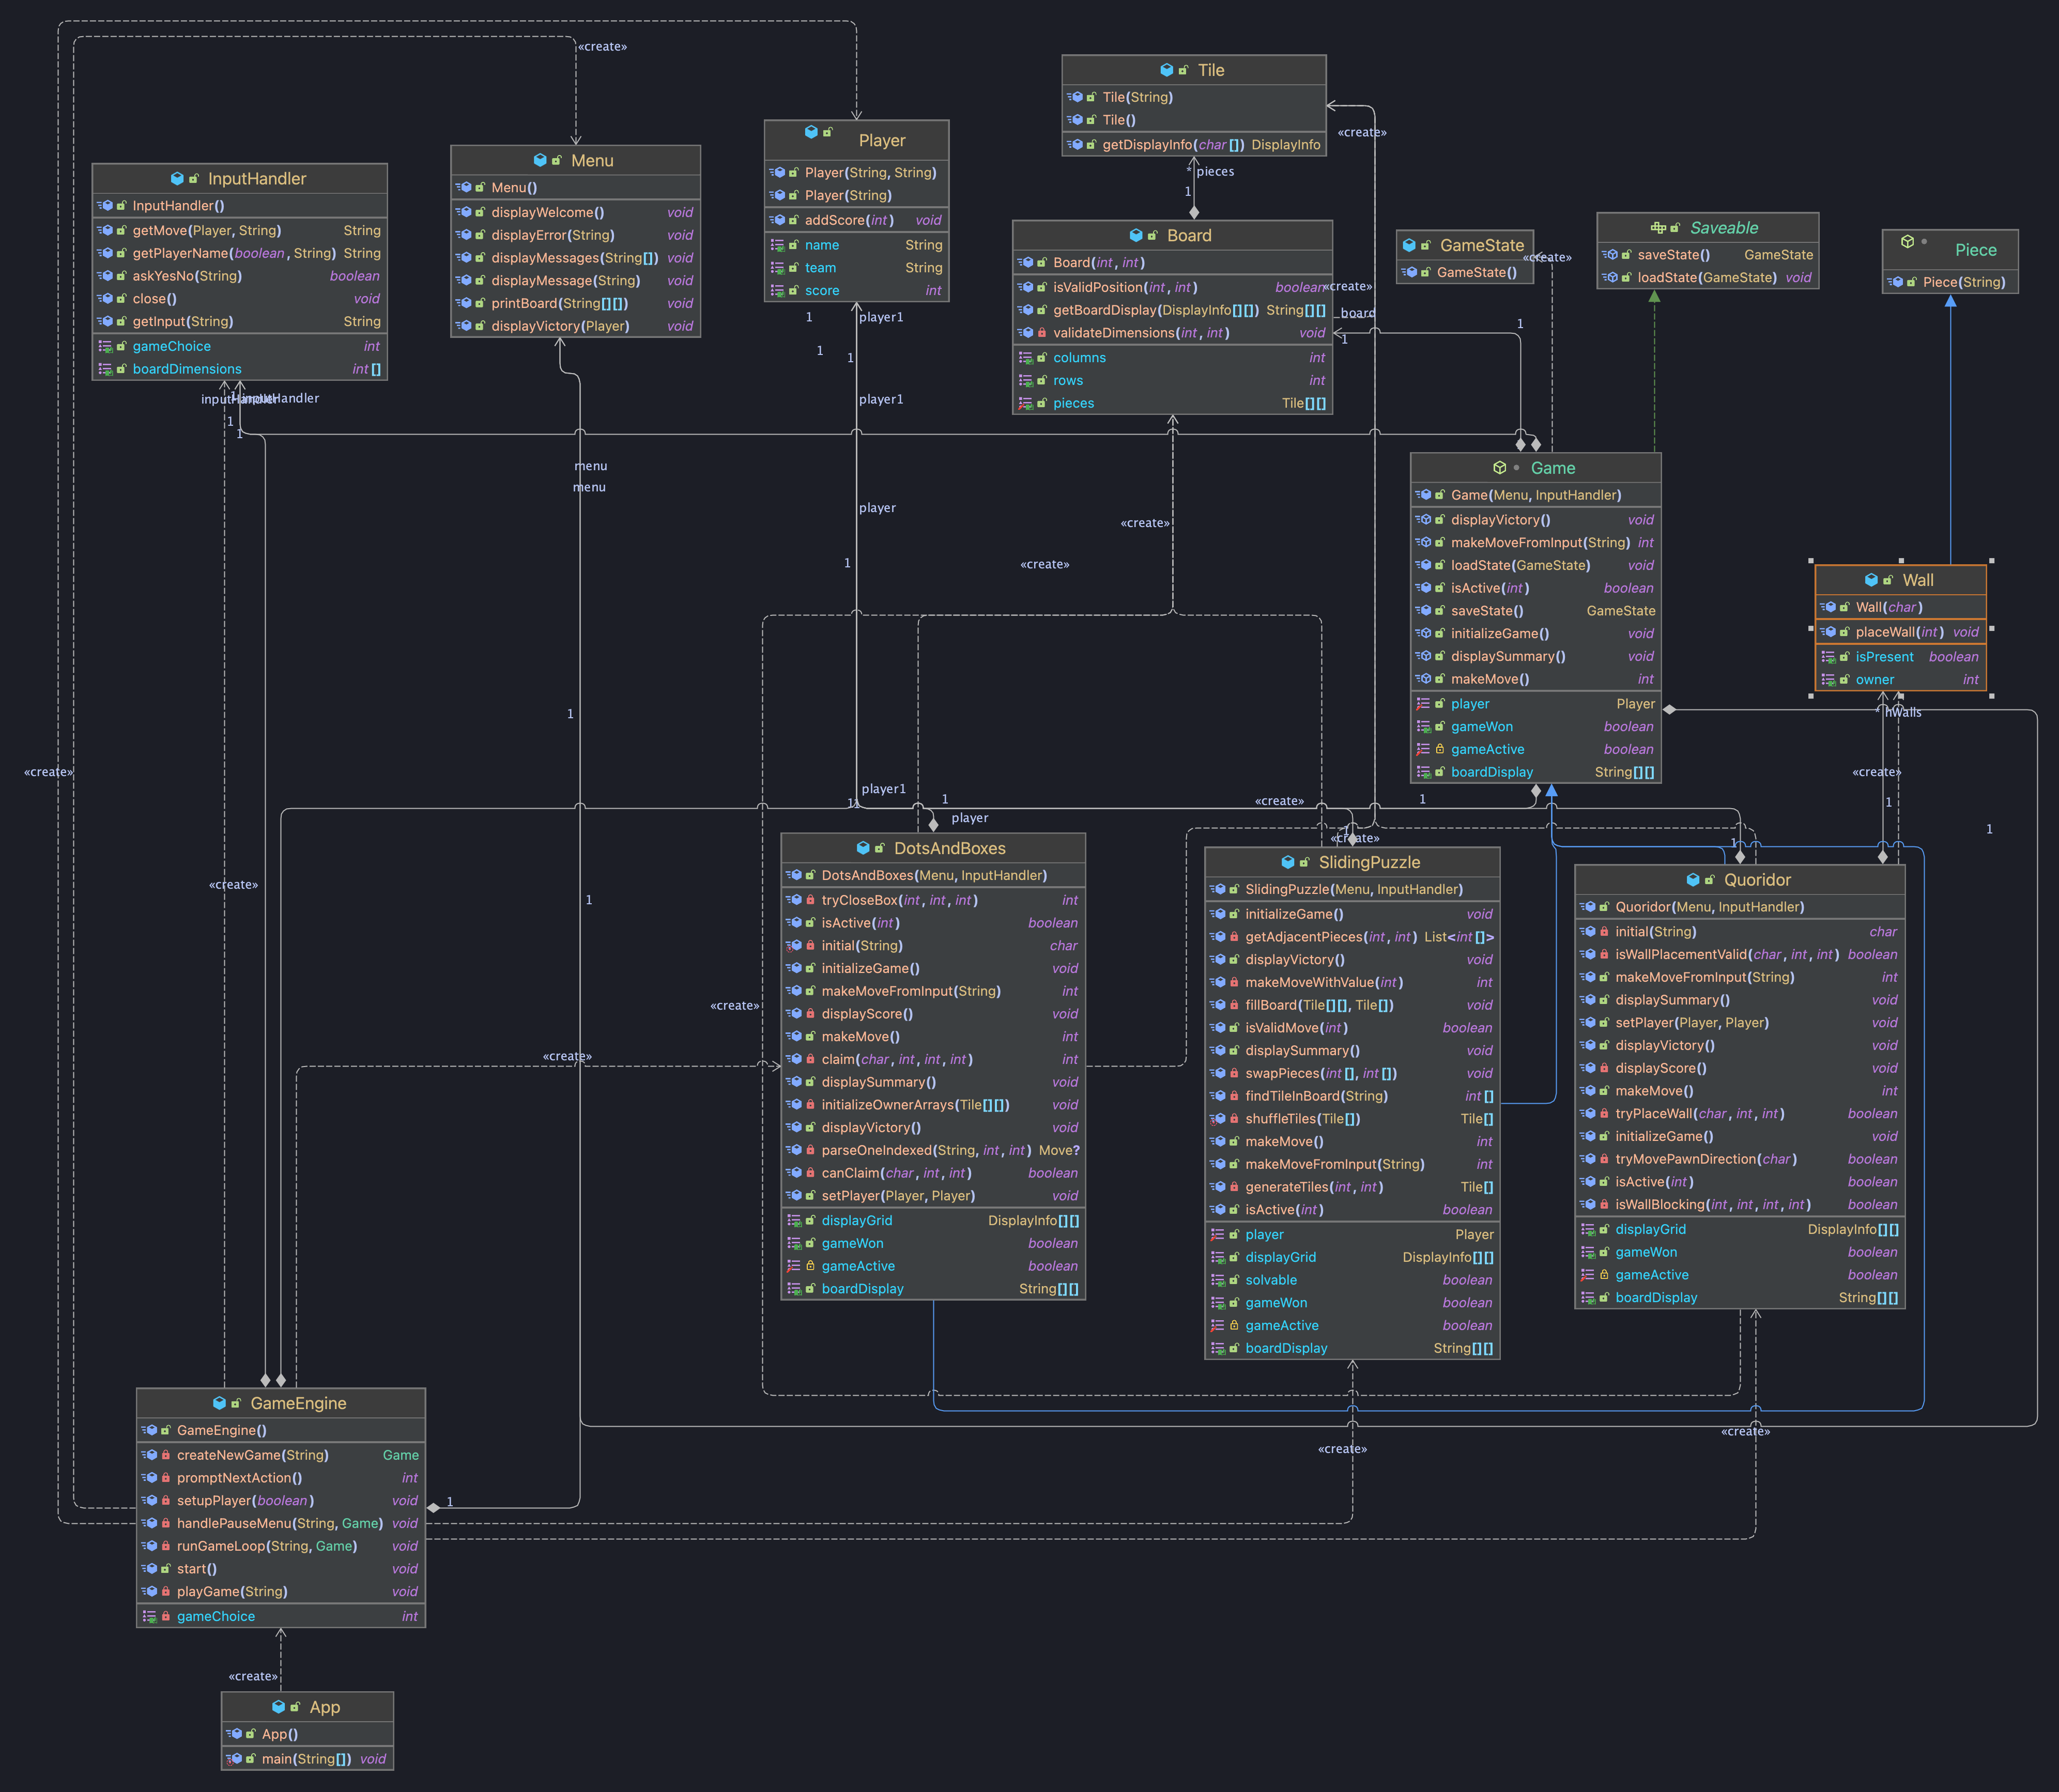 «create»
Tile
Tile(String)
Tile()
getDisplayInfo(char[]) DisplayInfo
«create»
* pieces
1
Player
Player(String, String)
Player(String)
addScore(int) void
name String
team String
score int
Menu
Menu()
displayWelcome() void
displayError(String) void
displayMessages(String[]) void
displayMessage(String) void
printBoard(String[][]) void
displayVictory(Player) void
InputHandler
InputHandler()
getMove(Player, String) String
getPlayerName(boolean, String) String
askYesNo(String) boolean
close() void
getInput(String) String
gameChoice int
boardDimensions int[]
Board
Board(int, int)
isValidPosition(int, int) boolean
getBoardDisplay(DisplayInfo[][]) String[][]
validateDimensions(int, int) void
columns int
rows int
pieces Tile[][]
GameState
GameState()
«create»
«create»
board
1
1
Saveable
saveState() GameState
loadState(GameState) void
Piece
Piece(String)
1
player1
1
1
player1
inputHandler
inputHandler
1
1
menu
menu
player
1
«create»
«create»
Game
Game(Menu, InputHandler)
displayVictory() void
makeMoveFromInput(String) int
loadState(GameState) void
isActive(int) boolean
saveState() GameState
initializeGame() void
displaySummary() void
makeMove() int
player Player
gameWon boolean
gameActive boolean
boardDisplay String[][]
Wall
Wall(char)
placeWall(int) void
isPresent boolean
owner int
* hWalls
«create»
1
1
1
«create»
player1
1
1
player
«create»
1
«create»
1
1
1
«create»
DotsAndBoxes
DotsAndBoxes(Menu, InputHandler)
tryCloseBox(int, int, int) int
isActive(int) boolean
initial(String) char
initializeGame() void
makeMoveFromInput(String) int
displayScore() void
makeMove() int
claim(char, int, int, int) int
displaySummary() void
initializeOwnerArrays(Tile[][]) void
displayVictory() void
parseOneIndexed(String, int, int) Move?
canClaim(char, int, int) boolean
setPlayer(Player, Player) void
displayGrid DisplayInfo[][]
gameWon boolean
gameActive boolean
boardDisplay String[][]
SlidingPuzzle
SlidingPuzzle(Menu, InputHandler)
initializeGame() void
getAdjacentPieces(int, int) List<int[]>
displayVictory() void
makeMoveWithValue(int) int
fillBoard(Tile[][], Tile[]) void
isValidMove(int) boolean
displaySummary() void
swapPieces(int[], int[]) void
findTileInBoard(String) int[]
shuffleTiles(Tile[]) Tile[]
makeMove() int
makeMoveFromInput(String) int
generateTiles(int, int) Tile[]
isActive(int) boolean
player Player
displayGrid DisplayInfo[][]
solvable boolean
gameWon boolean
gameActive boolean
boardDisplay String[][]
Quoridor
Quoridor(Menu, InputHandler)
initial(String) char
isWallPlacementValid(char, int, int) boolean
makeMoveFromInput(String) int
displaySummary() void
setPlayer(Player, Player) void
displayVictory() void
displayScore() void
makeMove() int
tryPlaceWall(char, int, int) boolean
initializeGame() void
tryMovePawnDirection(char) boolean
isActive(int) boolean
isWallBlocking(int, int, int, int) boolean
displayGrid DisplayInfo[][]
gameWon boolean
gameActive boolean
boardDisplay String[][]
1
«create»
«create»
«create»
«create»
GameEngine
GameEngine()
createNewGame(String) Game
promptNextAction() int
setupPlayer(boolean) void
handlePauseMenu(String, Game) void
runGameLoop(String, Game) void
start() void
playGame(String) void
gameChoice int
1
«create»
App
App()
main(String[]) void